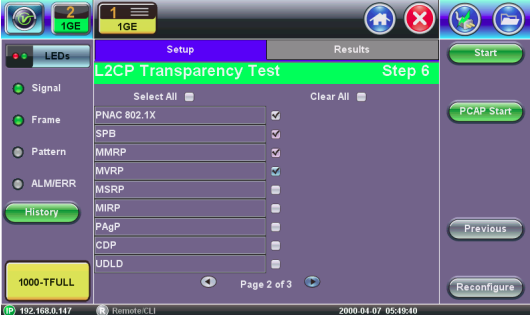 2
1GE
1
1GE
LEDs
Setup
Results
Start
L2CP Transparency Test
Step 6
Signal
Select All
Clear All
PNAC 802.1X
PCAP Start
Frame
SPB
MMRP
Pattern
MVRP
ALM/ERR
MSRP
History
MIRP
PAgP
Previous
CDP
UDLD
1000-TFULL
Page 2 of 3
Reconfigure
IP 192.168.0.147
R Remote/CLI
2000-04-07 05:49:40